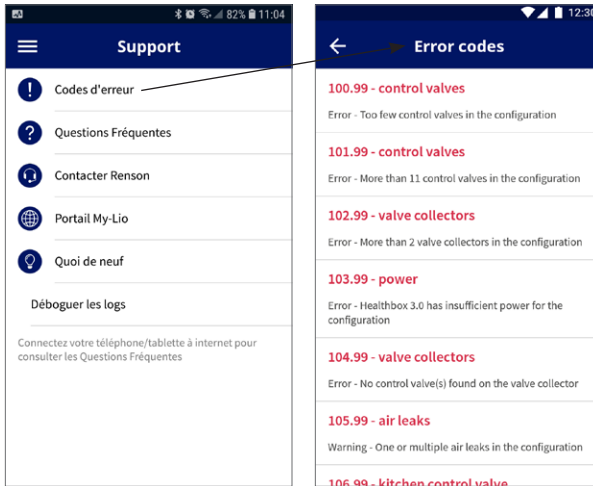 82% 11:04
Support
Codes d'erreur
Questions Fréquentes
Contacter Renson
Portail My-Lio
Quoi de neuf
Déboguer les logs
Connectez votre téléphone/tablette à internet pour
consulter les Questions Fréquentes
12:30
Error codes
100.99 - control valves
Error - Too few control valves in the configuration
101.99 - control valves
Error - More than 11 control valves in the configuration
102.99 - valve collectors
Error - More than 2 valve collectors in the configuration
103.99 - power
Error - Healthbox 3.0 has insufficient power for the
configuration
104.99 - valve collectors
Error - No control valve(s) found on the valve collector
105.99 - air leaks
Warning - One or multiple air leaks in the configuration
106.99 - kitchen control valve